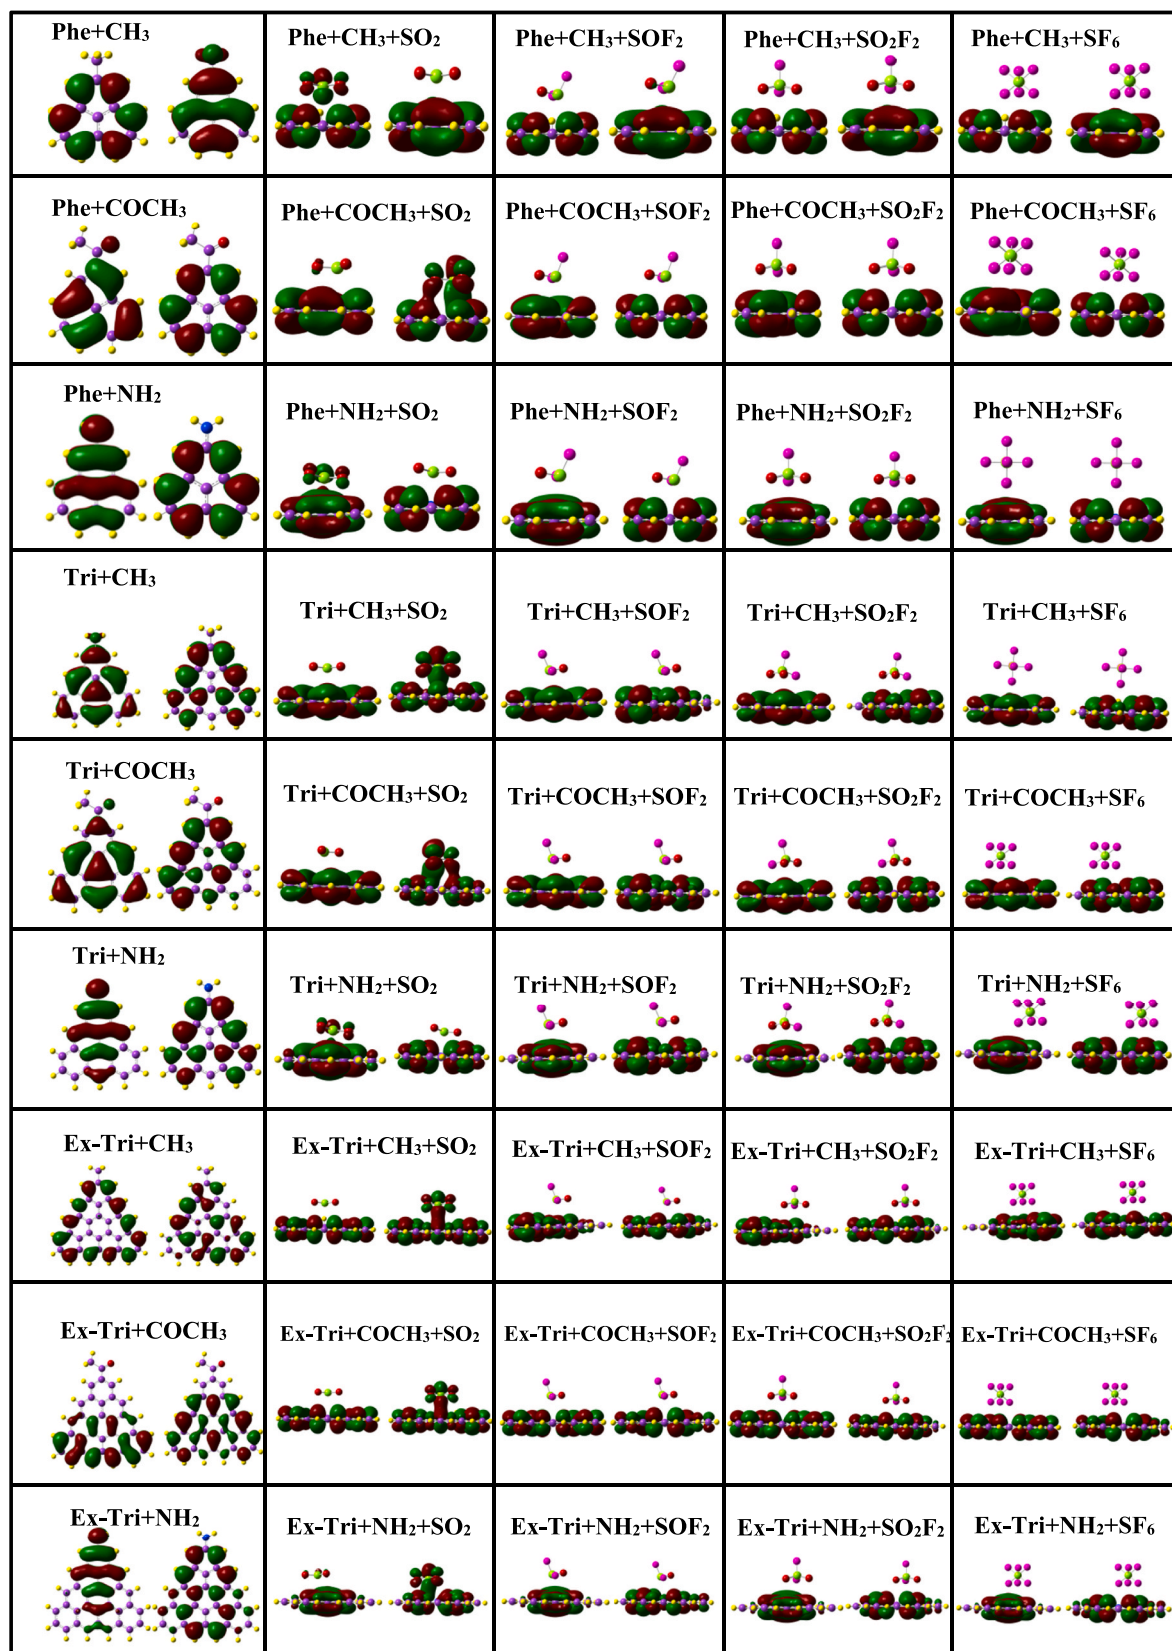 Phe+CH₃
Phe+CH₃+SO₂
Phe+CH₃+SOF₂
Phe+CH₃+SO₂F₂
Phe+CH₃+SF₆
Phe+COCH₃
Phe+COCH₃+SO₂
Phe+COCH₃+SOF₂
Phe+COCH₃+SO₂F₂
Phe+COCH₃+SF₆
Phe+NH₂
Phe+NH₂+SO₂
Phe+NH₂+SOF₂
Phe+NH₂+SO₂F₂
Phe+NH₂+SF₆
Tri+CH₃
Tri+CH₃+SO₂
Tri+CH₃+SOF₂
Tri+CH₃+SO₂F₂
Tri+CH₃+SF₆
Tri+COCH₃
Tri+COCH₃+SO₂
Tri+COCH₃+SOF₂
Tri+COCH₃+SO₂F₂
Tri+COCH₃+SF₆
Tri+NH₂
Tri+NH₂+SO₂
Tri+NH₂+SOF₂
Tri+NH₂+SO₂F₂
Tri+NH₂+SF₆
Ex-Tri+CH₃
Ex-Tri+CH₃+SO₂
Ex-Tri+CH₃+SOF₂
Ex-Tri+CH₃+SO₂F₂
Ex-Tri+CH₃+SF₆
Ex-Tri+COCH₃
Ex-Tri+COCH₃+SO₂
Ex-Tri+COCH₃+SOF₂
Ex-Tri+COCH₃+SO₂F₂
Ex-Tri+COCH₃+SF₆
Ex-Tri+NH₂
Ex-Tri+NH₂+SO₂
Ex-Tri+NH₂+SOF₂
Ex-Tri+NH₂+SO₂F₂
Ex-Tri+NH₂+SF₆